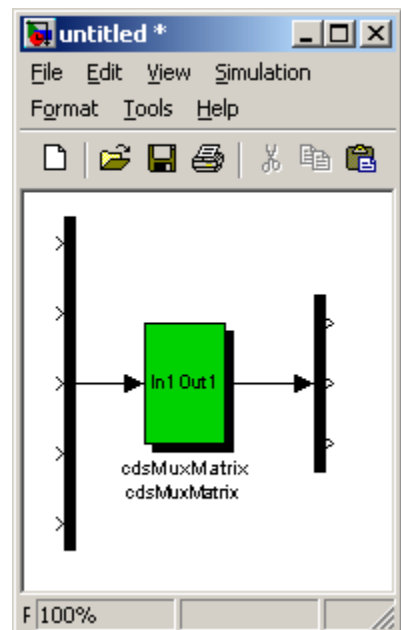 untitled *
File Edit View Simulation
Format Tools Help
In1 Out1
cdsMuxMatrix
cdsMuxMatrix
F 100%